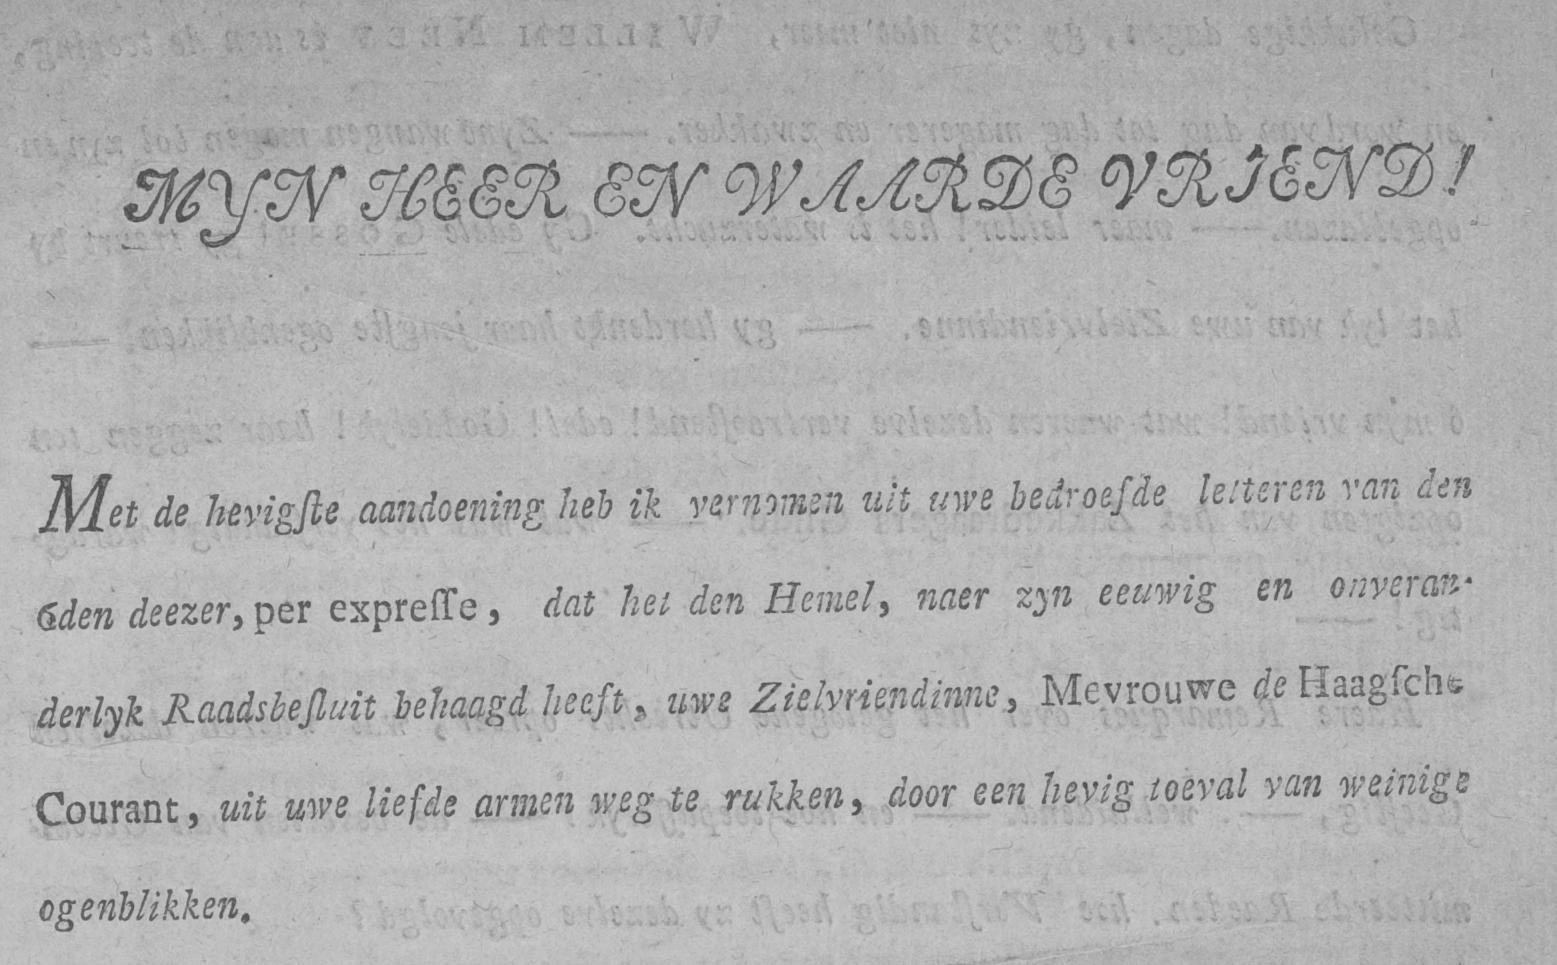 MYN HEER EN WAARDE VRIEND!
Met de hevigſte aandoening heb ik vernomen uit uwe bedroefde letteren van den
6den deezer, per expreſſe, dat het den Hemel, naer zyn eeuwig en onveran-
derlyk Raadsbeſluit behaagd heeft, uwe Zielvriendinne, Mevrouwe de Haagſche
Courant, uit uwe liefde armen weg te rukken, door een hevig toeval van weinige
ogenblikken.